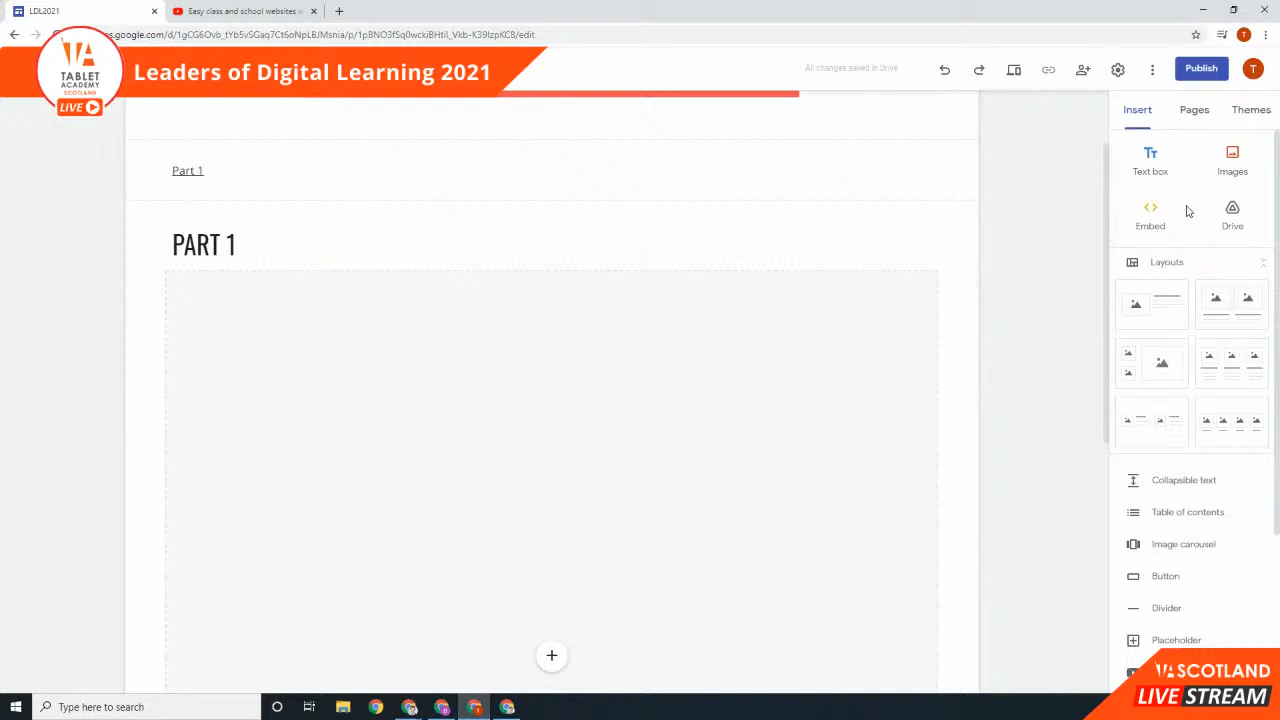 LDL2021
Easy class and school websites w
s.google.com/d/1gCG6Ovb_tYb5vSGaq7Ct6oNpLBJMsnia/p/1pBNO3fSq0wckiBHtil_Vkb-K39IzpKC8/edit
T
TA
TABLET
ACADEMY
SCOTLAND
LIVE
Leaders of Digital Learning 2021
All changes saved in Drive
Publish
T
Insert
Pages
Themes
Text box
Images
Embed
Drive
Layouts
Part 1
PART 1
Collapsible text
Table of contents
Image carousel
Button
Divider
Placeholder
TA SCOTLAND
LIVE STREAM
Type here to search